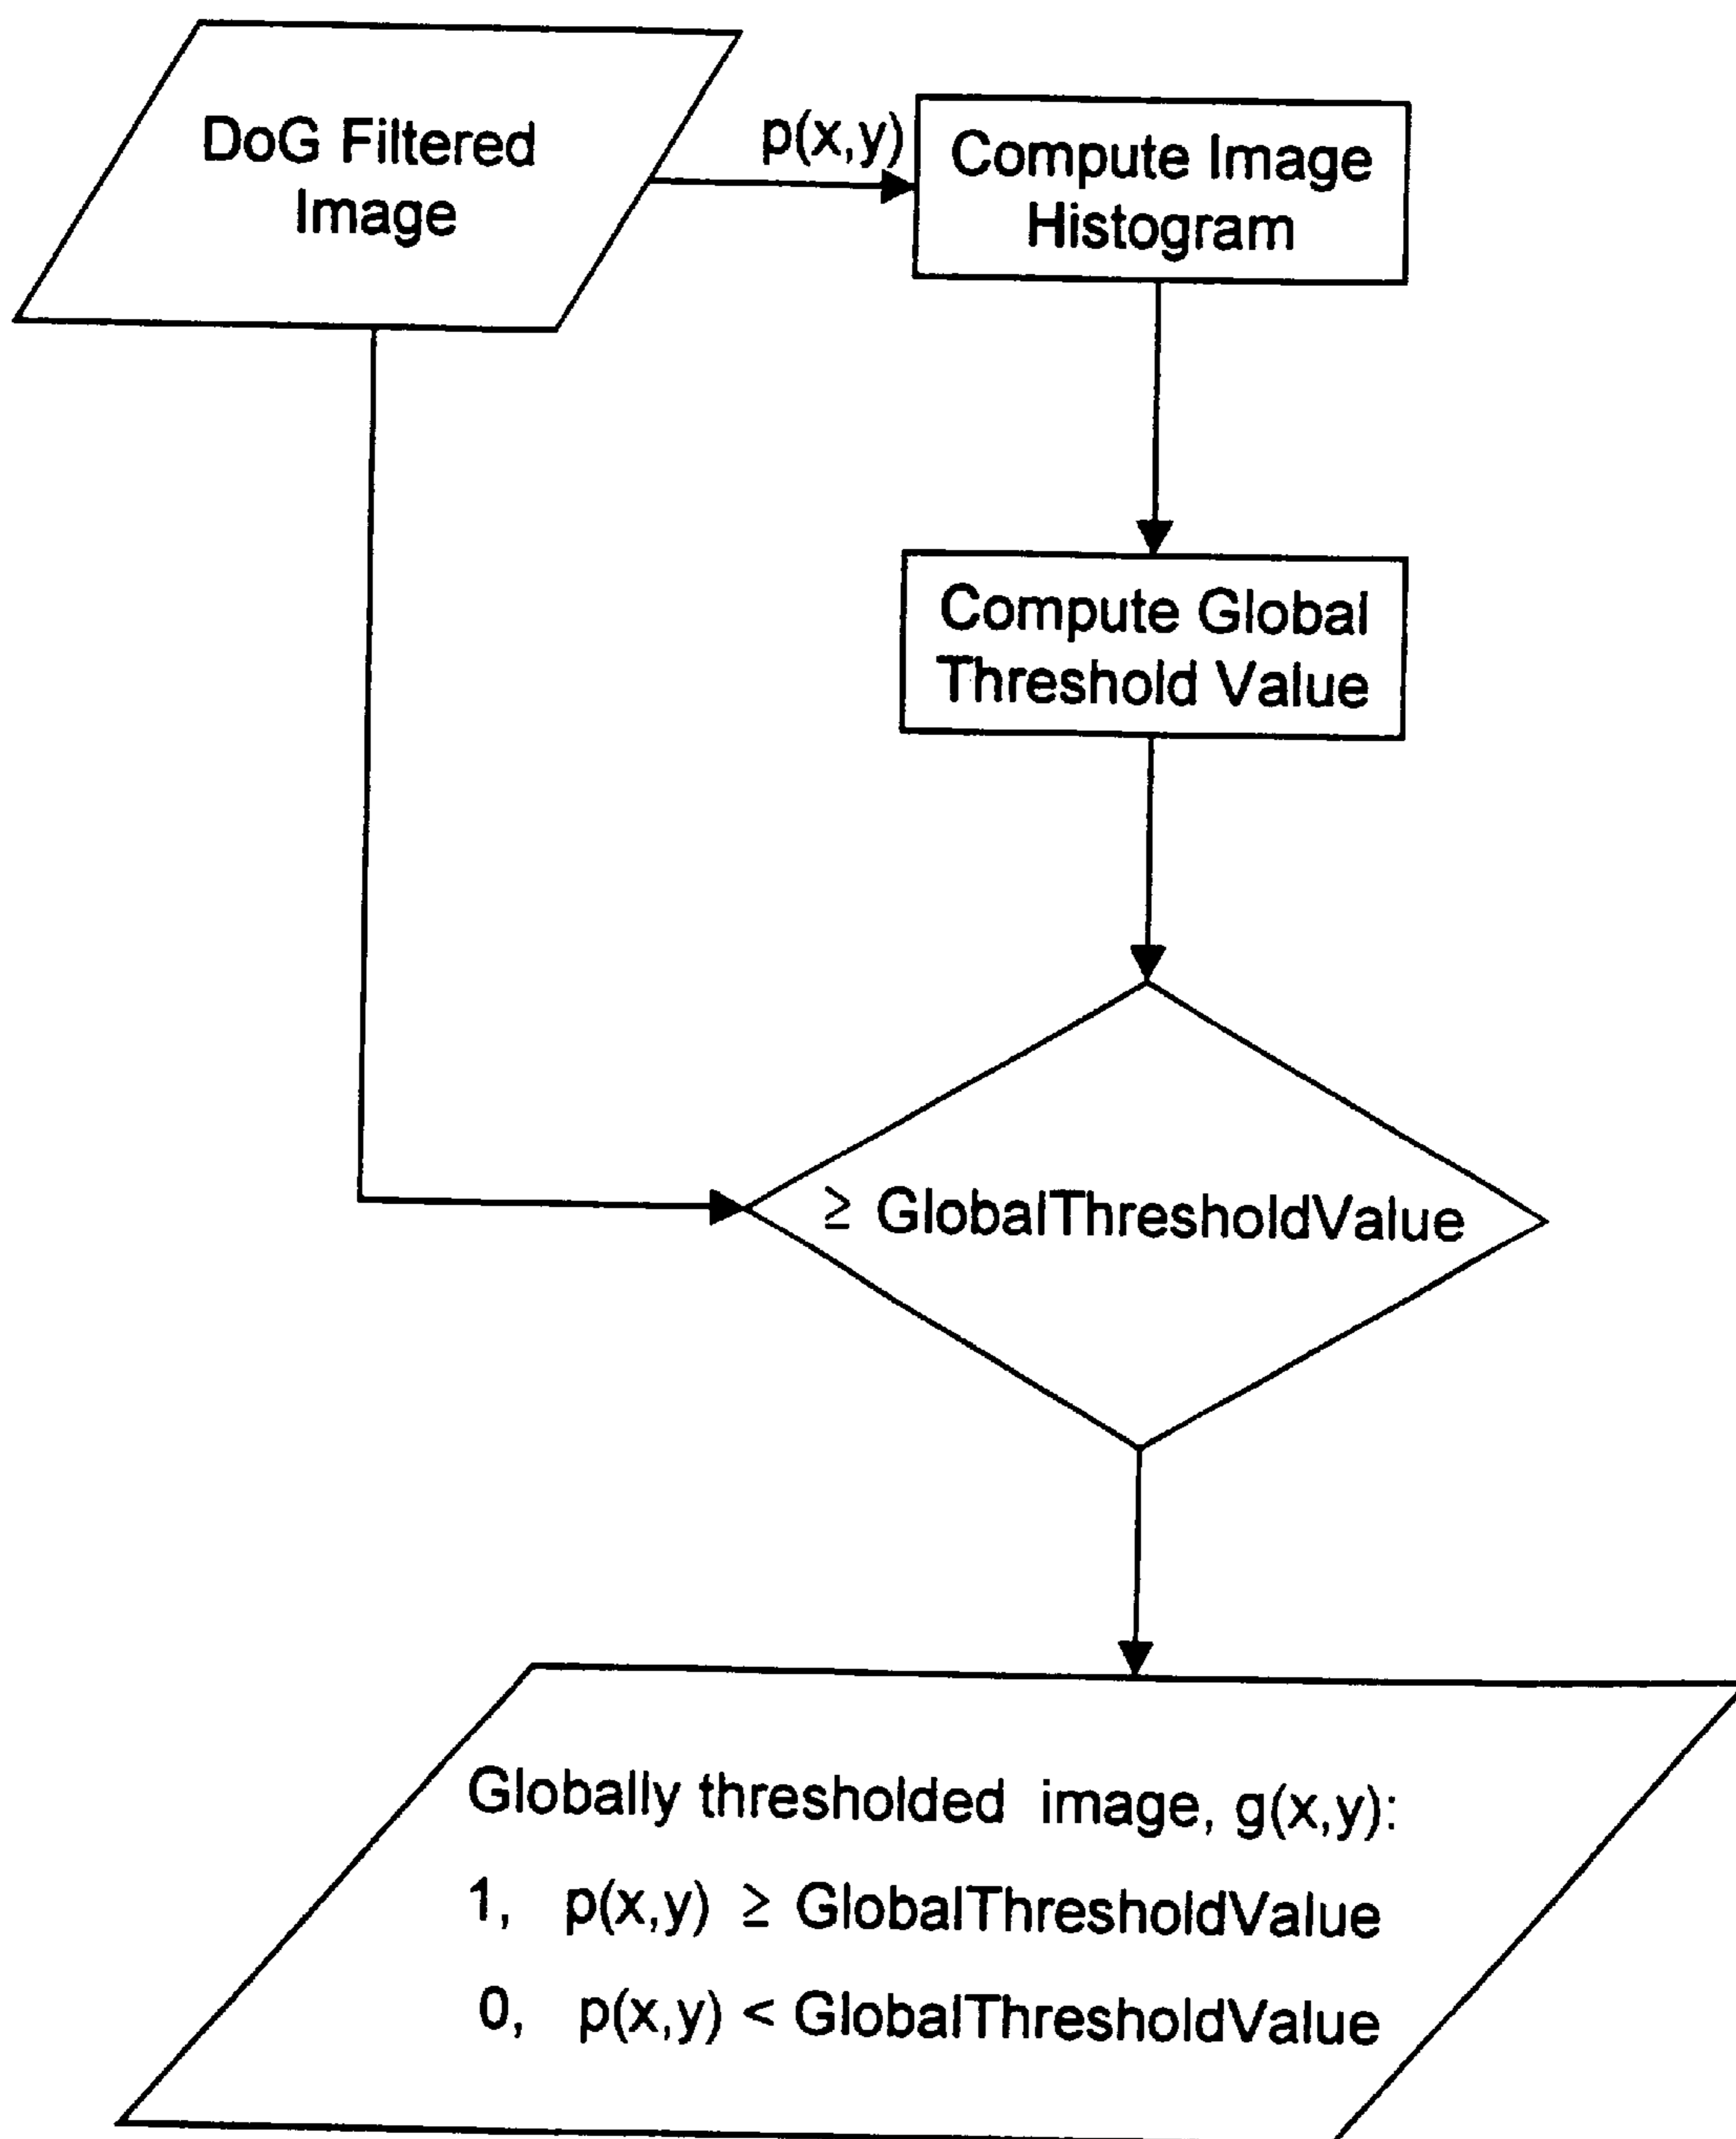 DoG Filtered
Image
p(x,y)
Compute Image
Histogram
Compute Global
Threshold Value
≥ GlobalThresholdValue
Globally thresholded image, g(x,y):
1, p(x,y) ≥ GlobalThresholdValue
0, p(x,y) < GlobalThresholdValue